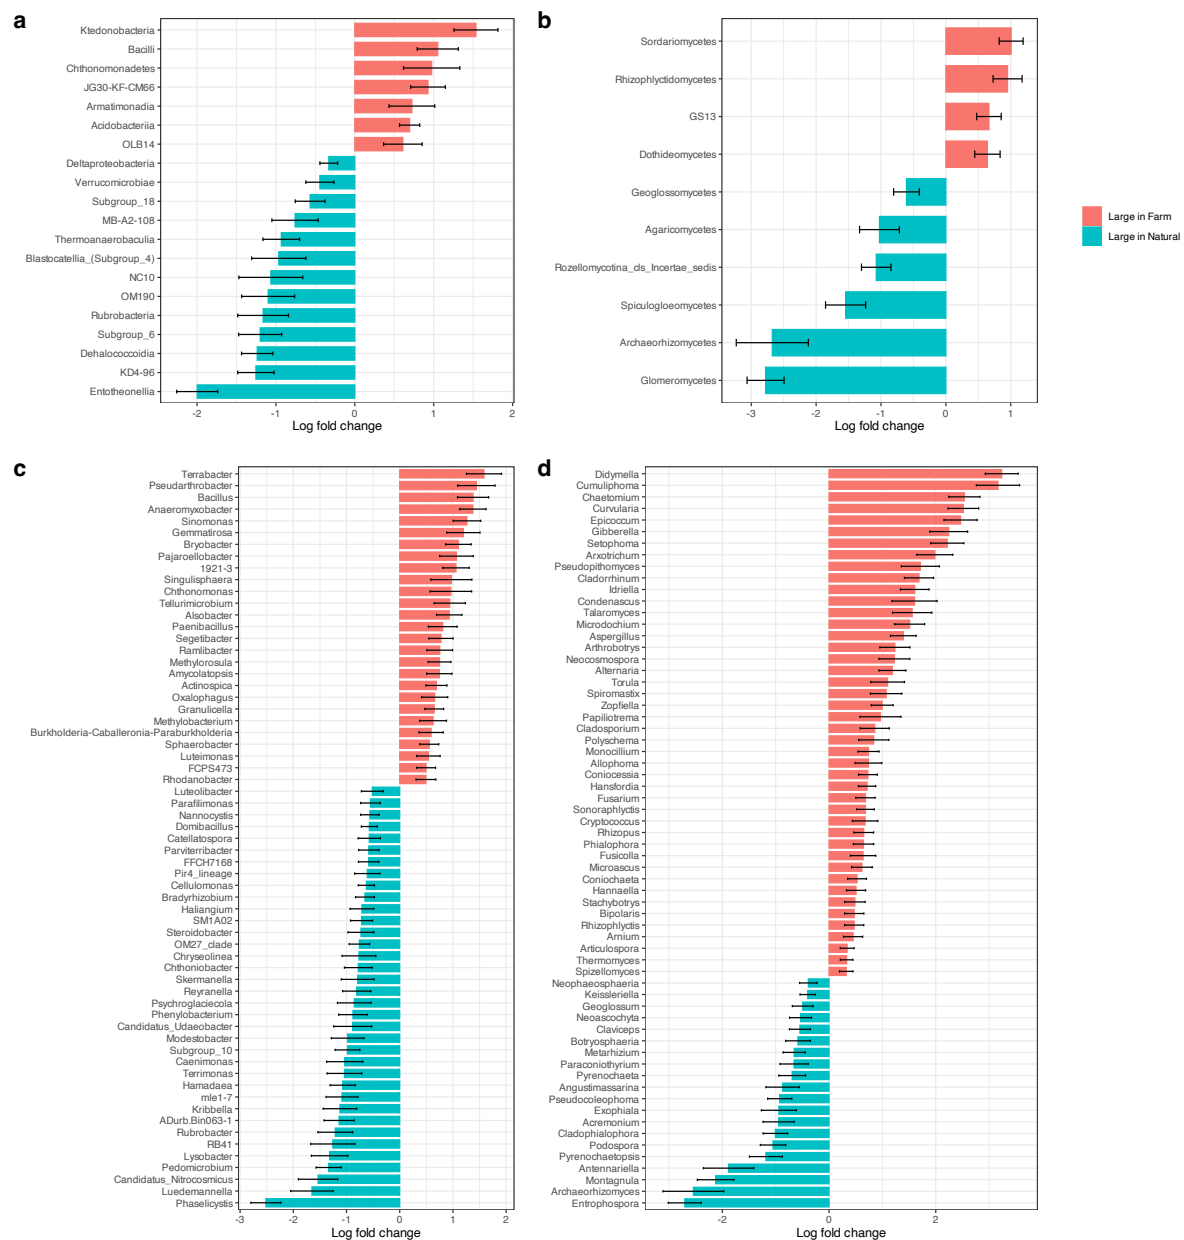 a
Ktedonobacteria
Bacilli
Chthonomonadetes
JG30-KF-CM66
Armatimonadia
Acidobacteriia
OLB14
Deltaproteobacteria
Verrucomicrobiae
Subgroup_18
MB-A2-108
Thermoanaerobaculia
Blastocatellia_(Subgroup_4)
NC10
OM190
Rubrobacteria
Subgroup_6
Dehalococcoidia
KD4-96
Entotheonellia
-2 -1 0 1 2
Log fold change
b
Sordariomycetes
Rhizophlyctidomycetes
GS13
Dothideomycetes
Geoglossomycetes
Agaricomycetes
Rozellomycotina_cls_Incertae_sedis
Spiculogloeomycetes
Archaeorhizomycetes
Glomeromycetes
-3 -2 -1 0 1
Log fold change
Large in Farm
Large in Natural
c
Terrabacter
Pseudarthrobacter
Bacillus
Anaeromyxobacter
Sinomonas
Gemmatirosa
Bryobacter
Pajaroellobacter
1921-3
Singulisphaera
Chthonomonas
Tellurimicrobium
Alsobacter
Paenibacillus
Segetibacter
Ramlibacter
Methylorosula
Amycolatopsis
Actinospica
Oxalophagus
Granulicella
Methylobacterium
Burkholderia-Caballeronia-Paraburkholderia
Sphaerobacter
Luteimonas
FCPS473
Rhodanobacter
Luteolibacter
Parafilimonas
Nannocystis
Domibacillus
Catellatospora
Parviterribacter
FFCH7168
Pir4_lineage
Cellulomonas
Bradyrhizobium
Haliangium
SM1A02
Steroidobacter
OM27_clade
Chryseolinea
Chthoniobacter
Skermanella
Reyranella
Psychroglaciecola
Phenylobacterium
Candidatus_Udaeobacter
Modestobacter
Subgroup_10
Caenimonas
Terrimonas
Hamadaea
mle1-7
Kribbella
ADurb.Bin063-1
Rubrobacter
RB41
Lysobacter
Pedomicrobium
Candidatus_Nitrocosmicus
Luedemannella
Phaselicystis
-3 -2 -1 0 1 2
Log fold change
d
Didymella
Cumuliphoma
Chaetomium
Curvularia
Epicoccum
Gibberella
Setophoma
Arxotrichum
Pseudopithomyces
Cladorrhinum
Idriella
Condenascus
Talaromyces
Microdochium
Aspergillus
Arthrobotrys
Neocosmospora
Alternaria
Torula
Spiromastix
Zopfiella
Papiliotrema
Cladosporium
Polyschema
Monocillium
Allophoma
Coniocessia
Hansfordia
Fusarium
Sonoraphlyctis
Cryptococcus
Rhizopus
Phialophora
Fusicolla
Microascus
Coniochaeta
Hannaella
Stachybotrys
Bipolaris
Rhizophlyctis
Arnium
Articulospora
Thermomyces
Spizellomyces
Neophaeosphaeria
Keissleriella
Geoglossum
Neoascochyta
Claviceps
Botryosphaeria
Metarhizium
Paraconiothyrium
Pyrenochaeta
Angustimassarina
Pseudocoleophoma
Exophiala
Acremonium
Cladophialophora
Podospora
Pyrenochaetopsis
Antennariella
Montagnula
Archaeorhizomyces
Entrophospora
-2 0 2
Log fold change